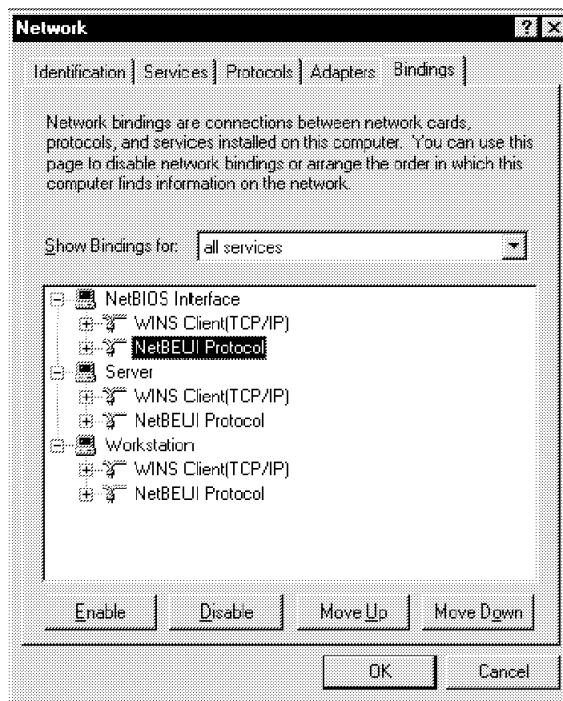 Network
Identification Services Protocols Adapters Bindings
Network bindings are connections between network cards,
protocols, and services installed on this computer. You can use this
page to disable network bindings or arrange the order in which this
computer finds information on the network.
Show Bindings for: all services
NetBIOS Interface
WINS Client(TCP/IP)
NetBEUI Protocol
Server
WINS Client(TCP/IP)
NetBEUI Protocol
Workstation
WINS Client(TCP/IP)
NetBEUI Protocol
Enable Disable Move Up Move Down
OK Cancel